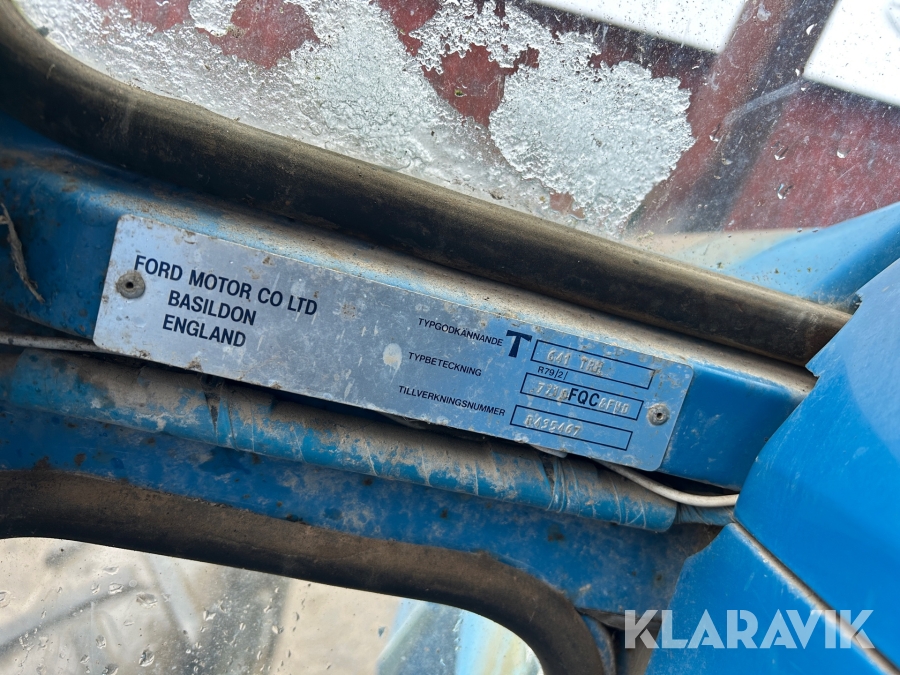 FORD MOTOR CO LTD
BASILDON
ENGLAND
TYPGODKÄNNANDE T
TYPBETECKNING R79/2/ FQC
TILLVERKNINGSNUMMER
KLARAVIK